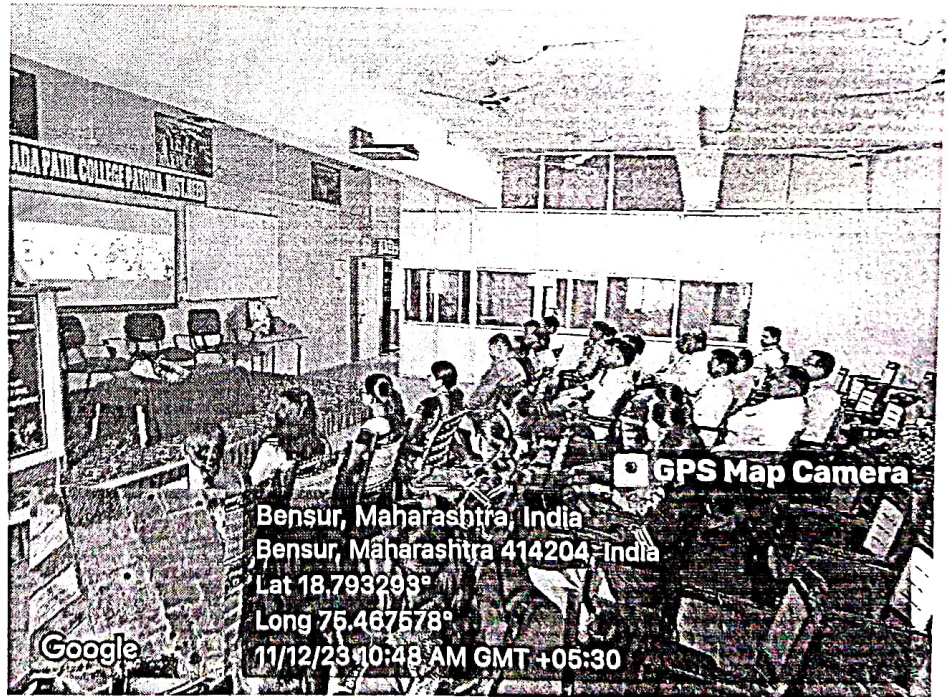 ADA PATIL COLLEGE PATODA, DIST. BEED
GPS Map Camera
Bensur, Maharashtra, India
Bensur, Maharashtra 414204, India
Lat 18.793293°
Long 75.467578°
11/12/23 10:48 AM GMT +05:30
Google